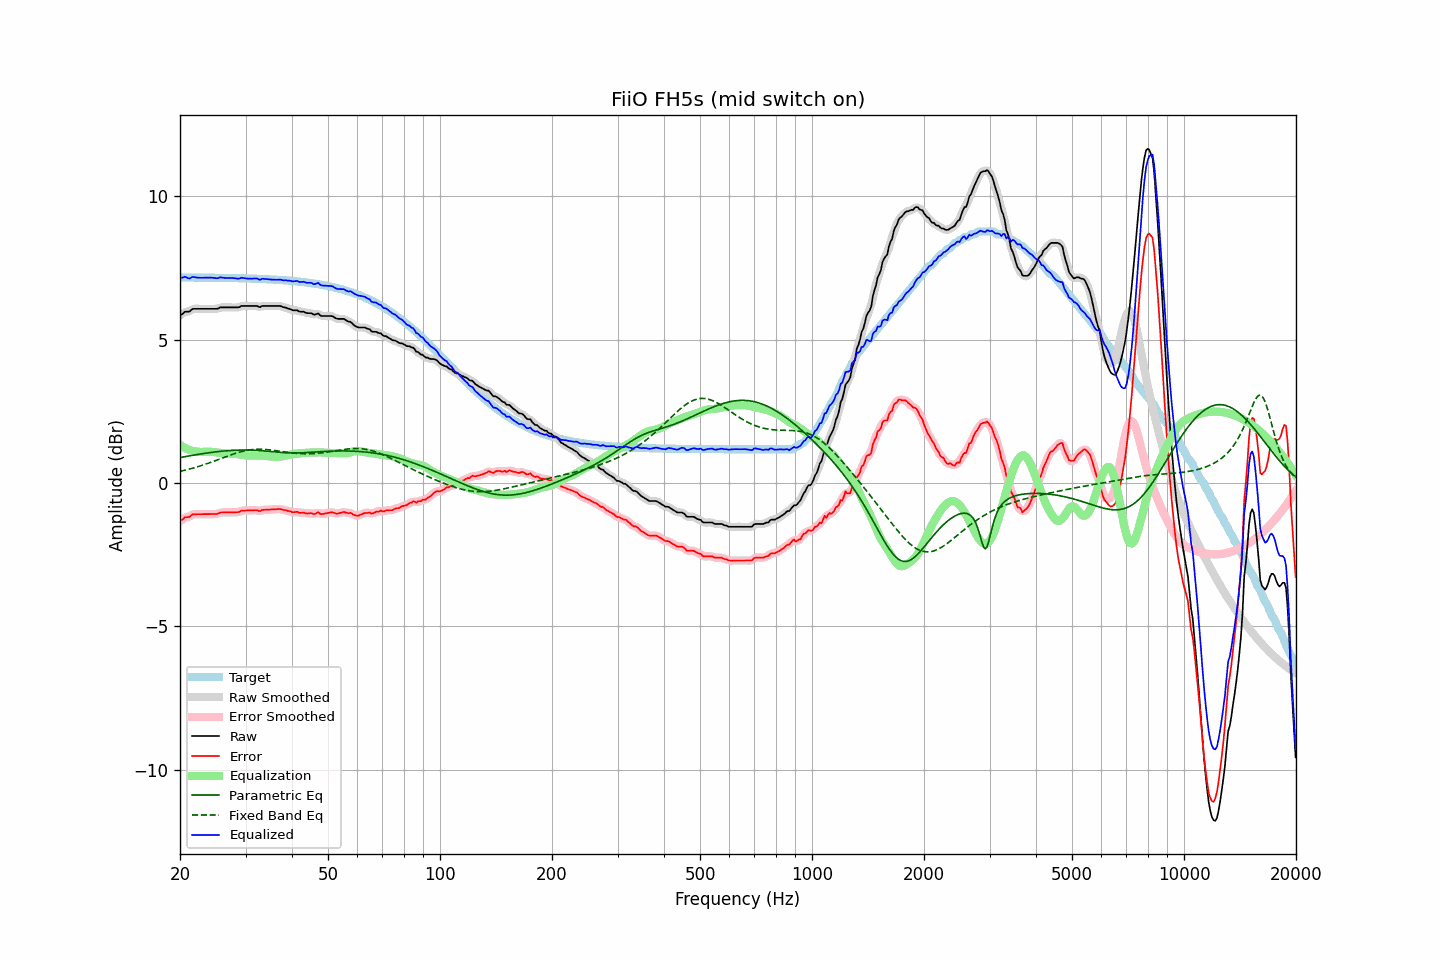 FiiO FH5s (mid switch on)
Amplitude (dBr)
10
5
0
−5
−10
Target
Raw Smoothed
Error Smoothed
Raw
Error
Equalization
Parametric Eq
Fixed Band Eq
Equalized
20 50 100 200 500 1000 2000 5000 10000 20000
Frequency (Hz)